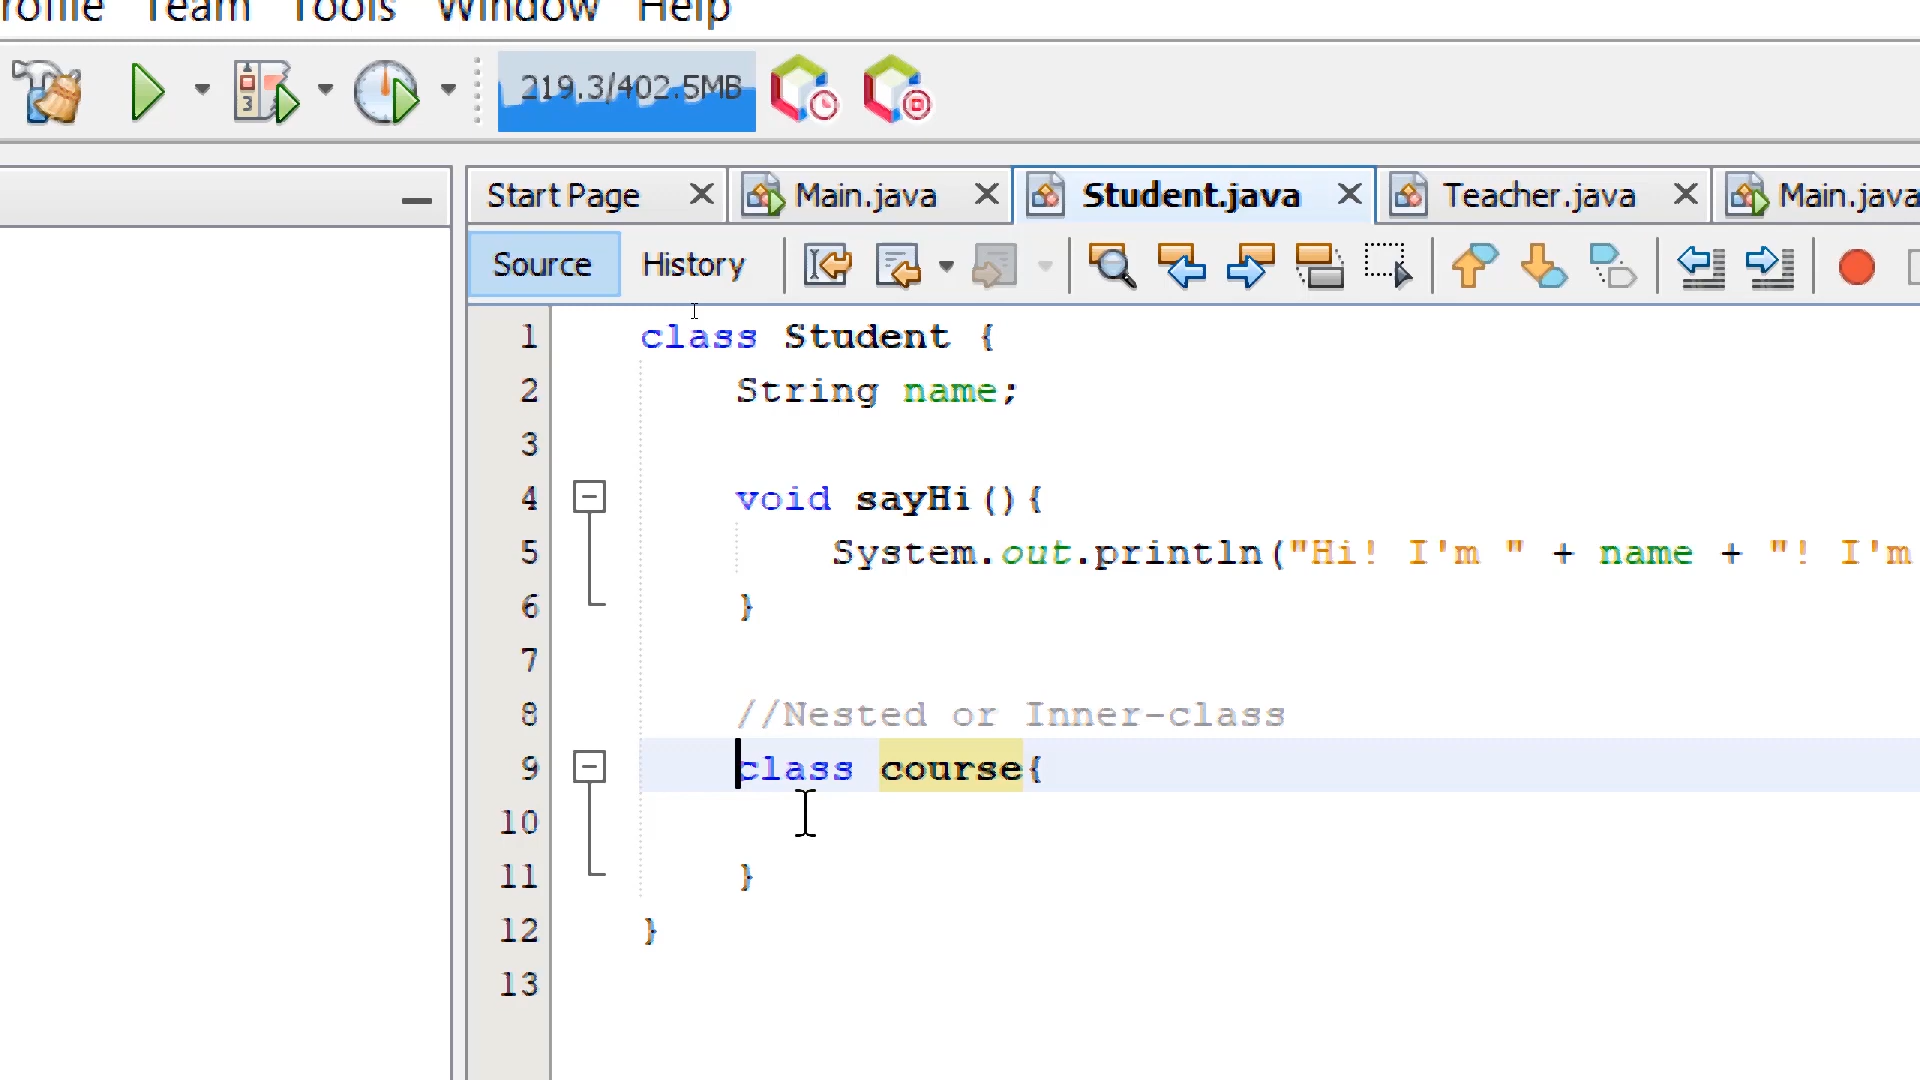 rofile Team Tools Window Help
219.3/402.5MB
Start Page Main.java Student.java Teacher.java Main.java
Source History
1 class Student {
2 String name;
3
4 void sayHi(){
5 System.out.println("Hi! I'm " + name + "! I'm
6 }
7
8 //Nested or Inner-class
9 class course{
10
11 }
12 }
13